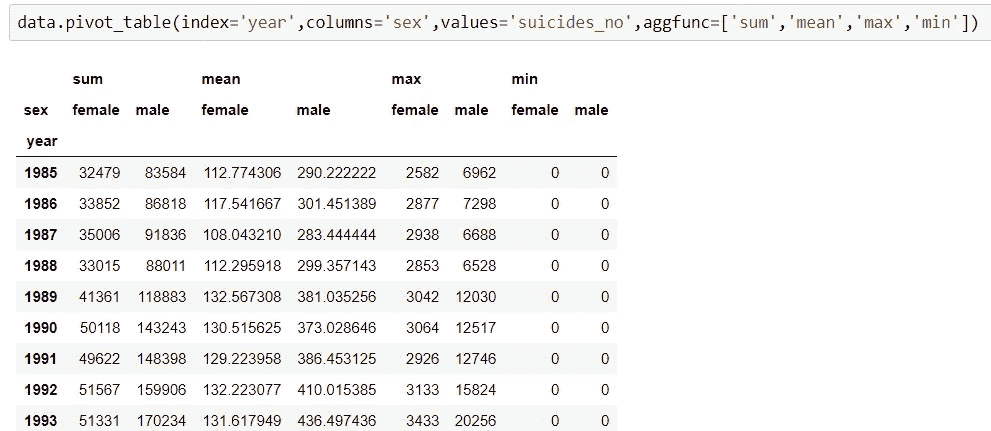 data.pivot_table(index='year',columns='sex',values='suicides_no',aggfunc=['sum','mean','max','min'])
sum mean max min
sex female male female male female male female male
year
1985 32479 83584 112.774306 290.222222 2582 6962 0 0
1986 33852 86818 117.541667 301.451389 2877 7298 0 0
1987 35006 91836 108.043210 283.444444 2938 6688 0 0
1988 33015 88011 112.295918 299.357143 2853 6528 0 0
1989 41361 118883 132.567308 381.035256 3042 12030 0 0
1990 50118 143243 130.515625 373.028646 3064 12517 0 0
1991 49622 148398 129.223958 386.453125 2926 12746 0 0
1992 51567 159906 132.223077 410.015385 3133 15824 0 0
1993 51331 170234 131.617949 436.497436 3433 20256 0 0